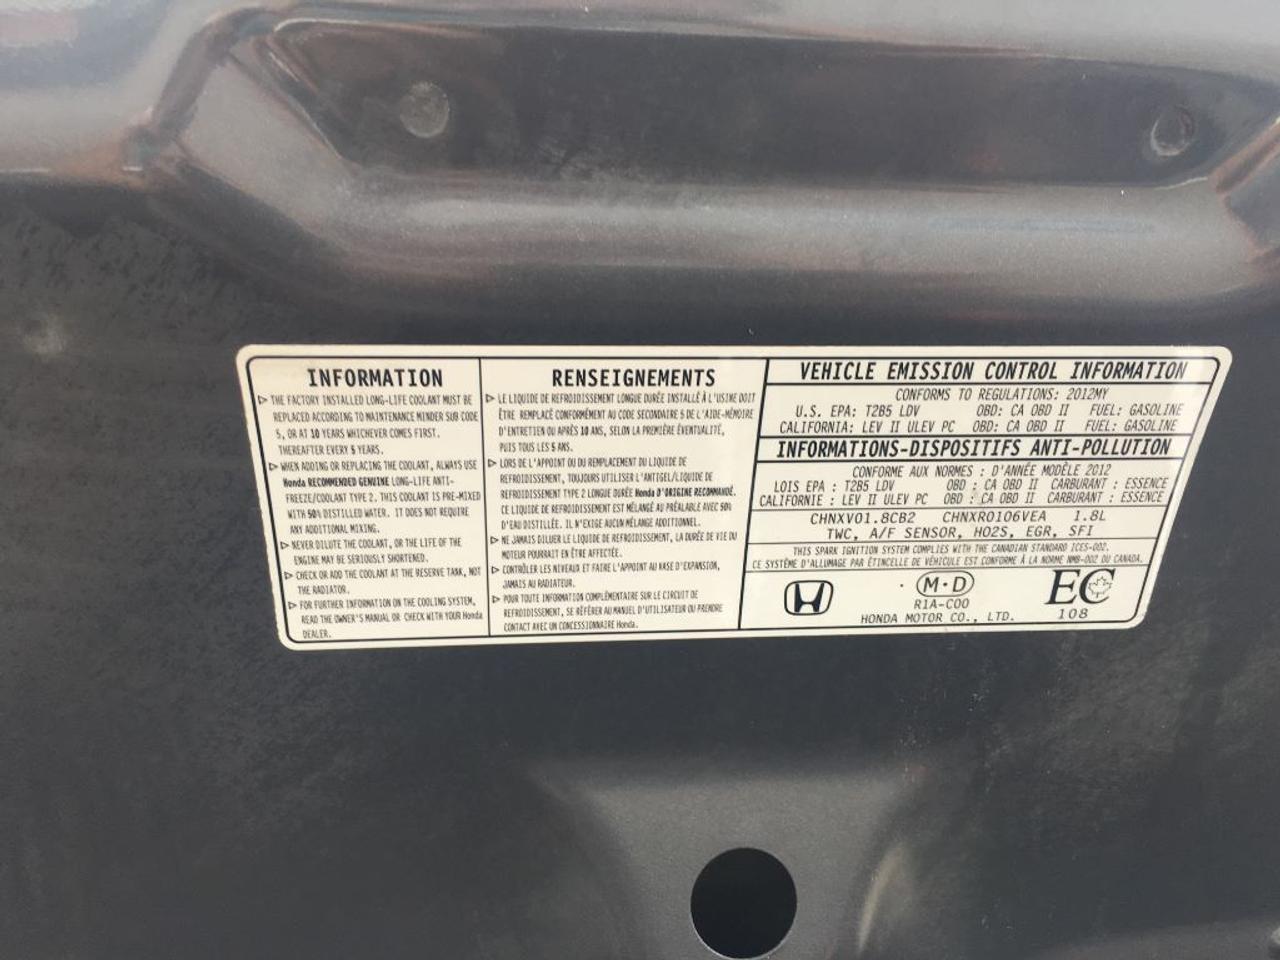 INFORMATION
▷ THE FACTORY INSTALLED LONG-LIFE COOLANT MUST BE
REPLACED ACCORDING TO MAINTENANCE MINDER SUB CODE
5, OR AT 10 YEARS WHICHEVER COMES FIRST.
THEREAFTER EVERY 5 YEARS.
▷ WHEN ADDING OR REPLACING THE COOLANT, ALWAYS USE
Honda RECOMMENDED GENUINE LONG-LIFE ANTI-
FREEZE/COOLANT TYPE 2. THIS COOLANT IS PRE-MIXED
WITH 50% DISTILLED WATER. IT DOES NOT REQUIRE
ANY ADDITIONAL MIXING.
▷ NEVER DILUTE THE COOLANT, OR THE LIFE OF THE
ENGINE MAY BE SERIOUSLY SHORTENED.
▷ CHECK OR ADD THE COOLANT AT THE RESERVE TANK, NOT
THE RADIATOR.
▷ FOR FURTHER INFORMATION ON THE COOLING SYSTEM,
READ THE OWNER'S MANUAL OR CHECK WITH YOUR Honda
DEALER.
RENSEIGNEMENTS
▷ LE LIQUIDE DE REFROIDISSEMENT LONGUE DURÉE INSTALLÉ À L'USINE DOIT
ÊTRE REMPLACÉ CONFORMÉMENT AU CODE SECONDAIRE 5 DE L'AIDE-MÉMOIRE
D'ENTRETIEN OU APRÈS 10 ANS, SELON LA PREMIÈRE ÉVENTUALITÉ,
PUIS TOUS LES 5 ANS.
▷ LORS DE L'APPOINT OU DU REMPLACEMENT DU LIQUIDE DE
REFROIDISSEMENT, TOUJOURS UTILISER L'ANTIGEL/LIQUIDE DE
REFROIDISSEMENT TYPE 2 LONGUE DURÉE Honda D'ORIGINE RECOMMANDÉ.
CE LIQUIDE DE REFROIDISSEMENT EST MÉLANGÉ AU PRÉALABLE AVEC 50%
D'EAU DISTILLÉE. IL N'EXIGE AUCUN MÉLANGE ADDITIONNEL.
▷ NE JAMAIS DILUER LE LIQUIDE DE REFROIDISSEMENT, LA DURÉE DE VIE DU
MOTEUR POURRAIT EN ÊTRE AFFECTÉE.
▷ CONTRÔLER LES NIVEAUX ET FAIRE L'APPOINT AU VASE D'EXPANSION,
JAMAIS AU RADIATEUR.
▷ POUR TOUTE INFORMATION COMPLÉMENTAIRE SUR LE CIRCUIT DE
REFROIDISSEMENT, SE RÉFÉRER AU MANUEL D'UTILISATEUR OU PRENDRE
CONTACT AVEC UN CONCESSIONNAIRE Honda.
VEHICLE EMISSION CONTROL INFORMATION
CONFORMS TO REGULATIONS: 2012MY
U.S. EPA: T2B5 LDV OBD: CA OBD II FUEL: GASOLINE
CALIFORNIA: LEV II ULEV PC OBD: CA OBD II FUEL: GASOLINE
INFORMATIONS-DISPOSITIFS ANTI-POLLUTION
CONFORME AUX NORMES : D'ANNÉE MODÈLE 2012
LOIS EPA : T2B5 LDV OBD : CA OBD II CARBURANT : ESSENCE
CALIFORNIE : LEV II ULEV PC OBD : CA OBD II CARBURANT : ESSENCE
CHNXV01.8CB2 CHNXR0106VEA 1.8L
TWC, A/F SENSOR, HO2S, EGR, SFI
THIS SPARK IGNITION SYSTEM COMPLIES WITH THE CANADIAN STANDARD ICES-002.
CE SYSTÈME D'ALLUMAGE PAR ÉTINCELLE DE VÉHICULE EST CONFORME À LA NORME NMB-002 DU CANADA.
M·D
R1A-C00
HONDA MOTOR CO., LTD.
EC
108